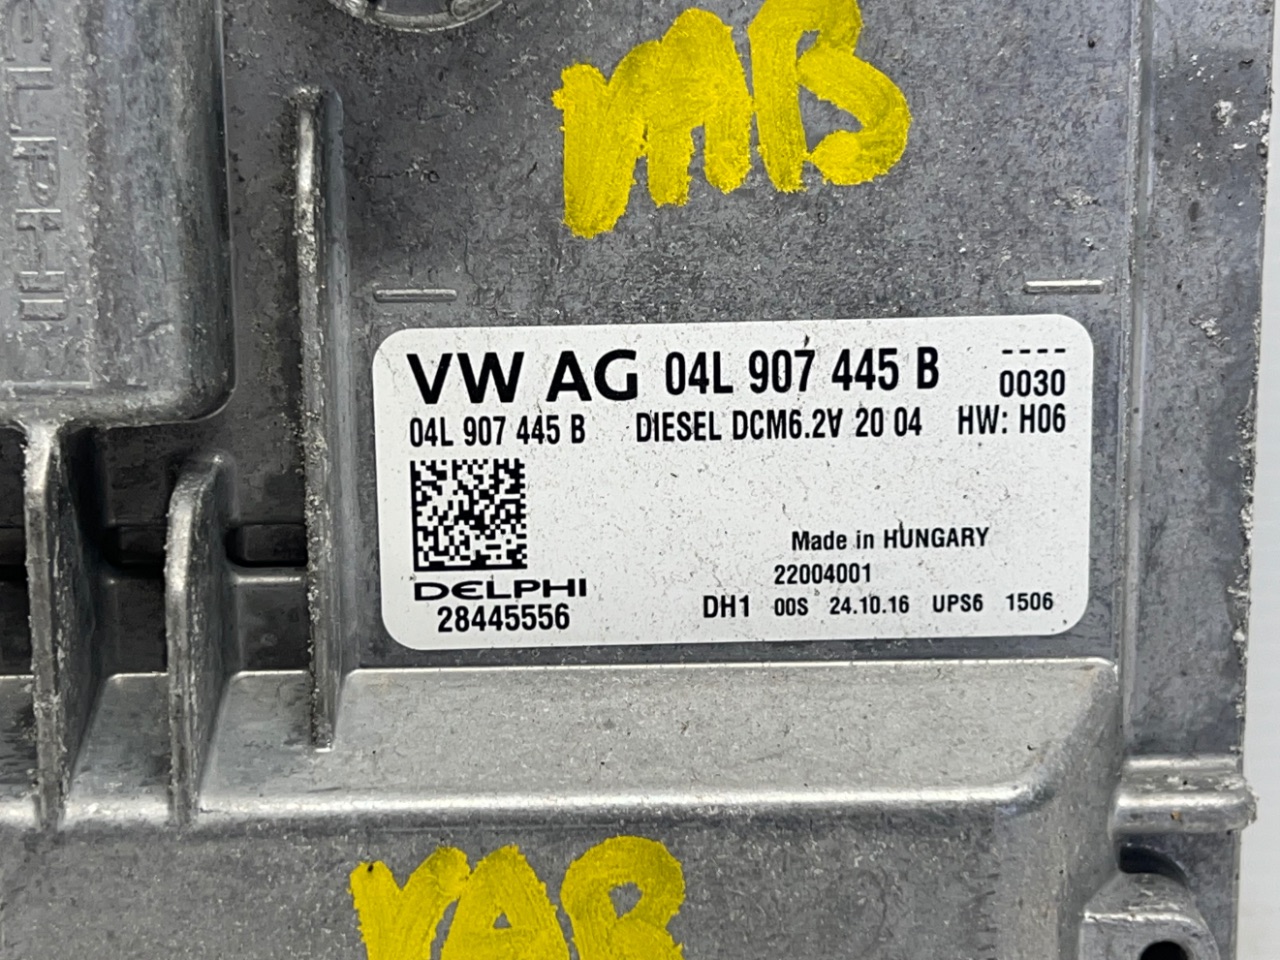 MB
VW AG 04L 907 445 B
----
0030
04L 907 445 B DIESEL DCM6.2V 20 04 HW: H06
Made in HUNGARY
22004001
DELPHI
28445556
DH1 00S 24.10.16 UPS6 1506